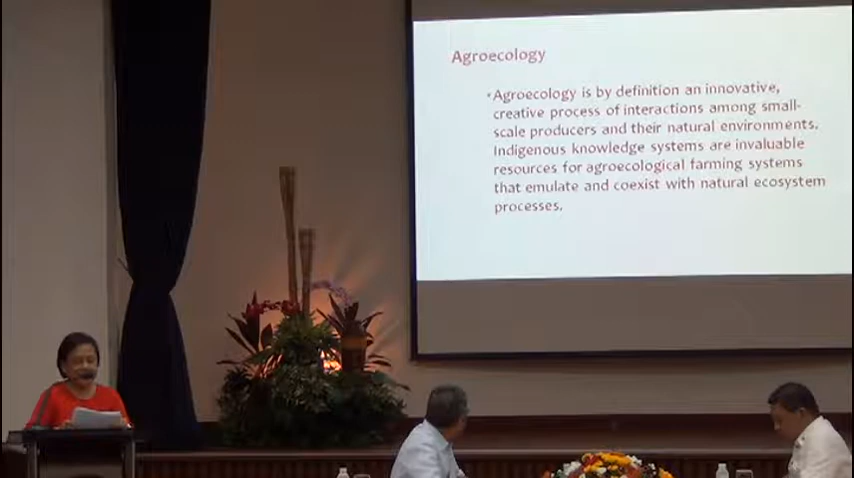 Agroecology
•Agroecology is by definition an innovative,
creative process of interactions among small-
scale producers and their natural environments.
Indigenous knowledge systems are invaluable
resources for agroecological farming systems
that emulate and coexist with natural ecosystem
processes.